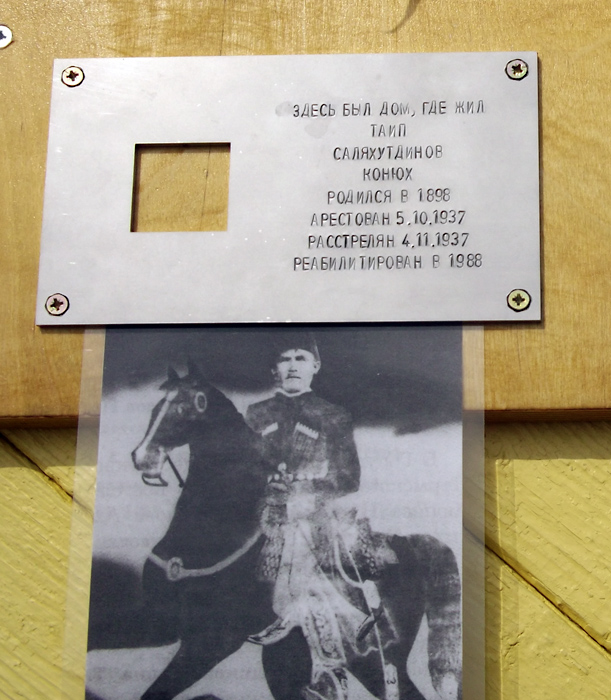 ЗДЕСЬ БЫЛ ДОМ, ГДЕ ЖИЛ
ТАИП
САЛЯХУТДИНОВ
КОНЮХ
РОДИЛСЯ В 1898
АРЕСТОВАН 5.10.1937
РАССТРЕЛЯН 4.11.1937
РЕАБИЛИТИРОВАН В 1988